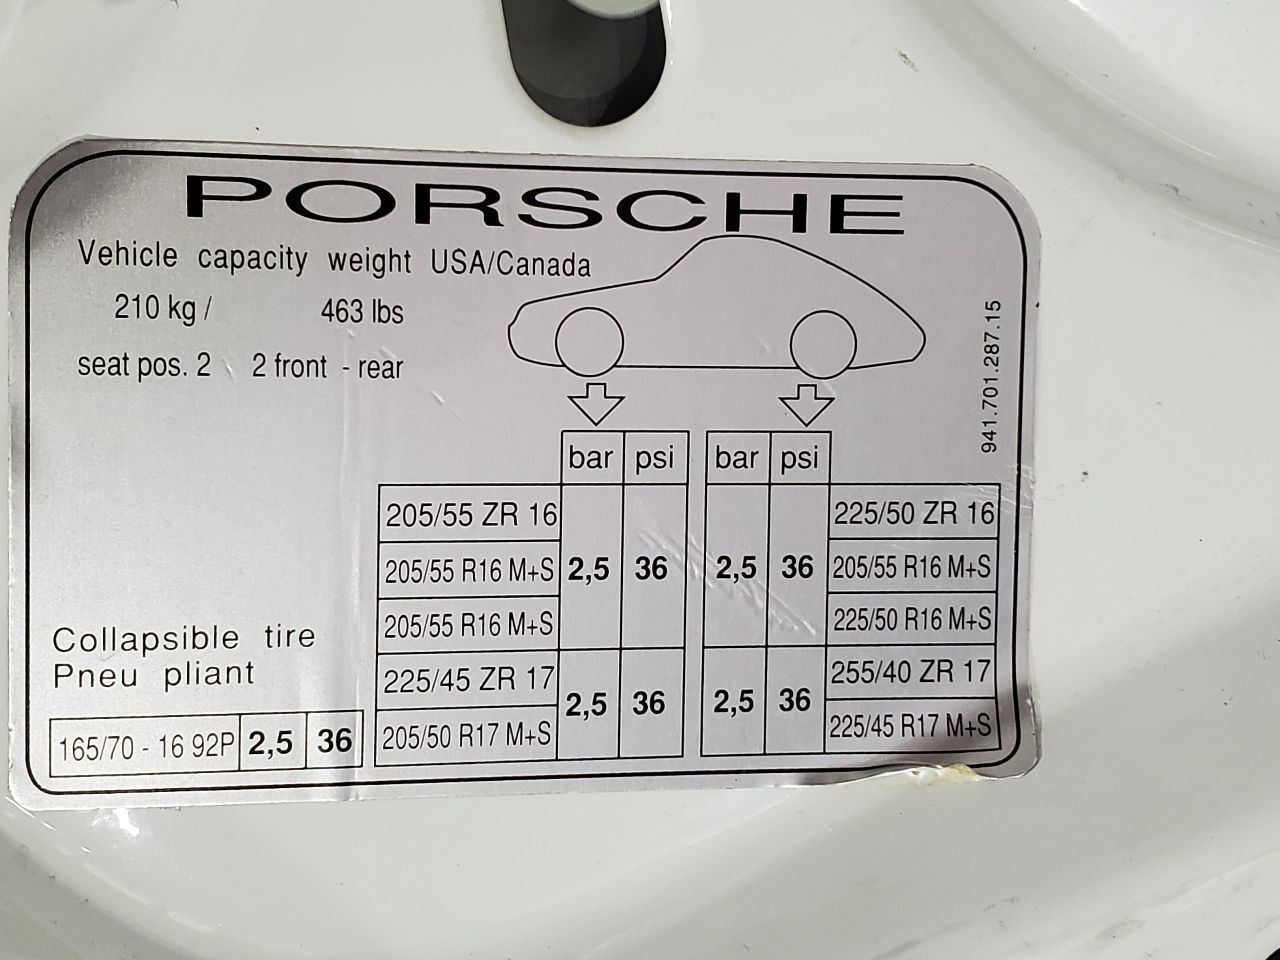 PORSCHE
Vehicle capacity weight USA/Canada
210 kg / 463 lbs
seat pos. 2 2 front - rear
941.701.287.15
bar psi bar psi
205/55 ZR 16 225/50 ZR 16
205/55 R16 M+S 2,5 36 2,5 36 205/55 R16 M+S
205/55 R16 M+S 225/50 R16 M+S
225/45 ZR 17 255/40 ZR 17
205/50 R17 M+S 2,5 36 2,5 36 225/45 R17 M+S
Collapsible tire
Pneu pliant
165/70 - 16 92P 2,5 36